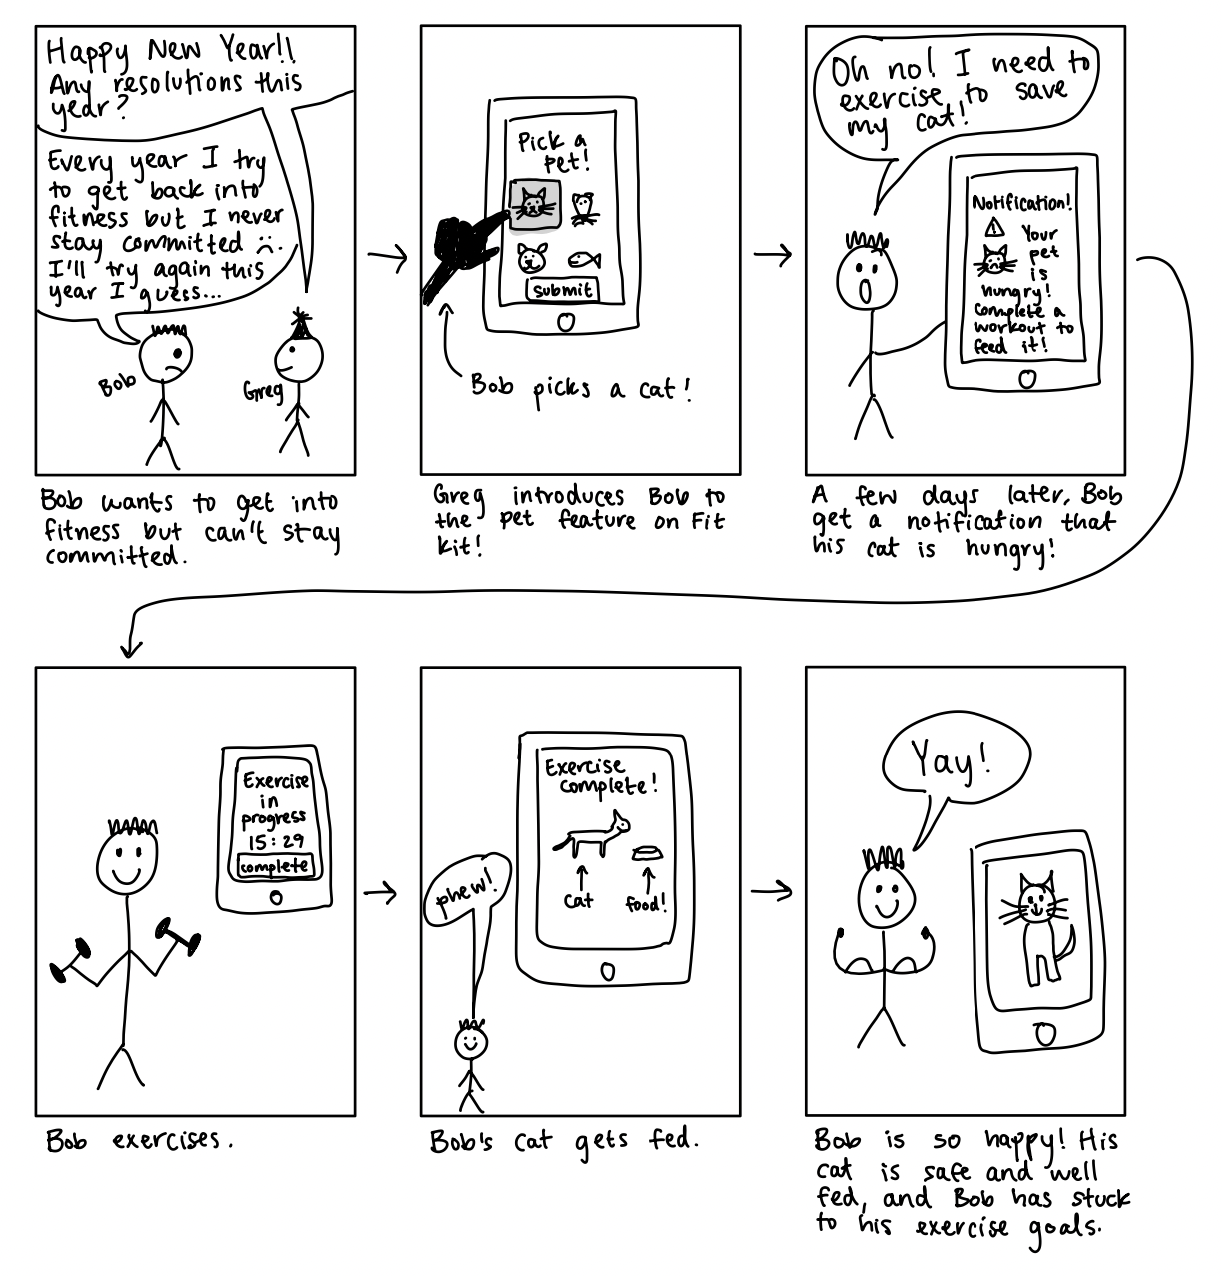 Happy New Year!!
Any resolutions this
year?
Every year I try
to get back into
fitness but I never
stay committed :(.
I'll try again this
year I guess...
Bob
Greg
Bob wants to get into
fitness but can't stay
committed.
Pick a
pet!
submit
Bob picks a cat!
Greg introduces Bob to
the pet feature on Fit
kit!
Oh no! I need to
exercise to save
my cat!
Notification!
Your
pet
is
hungry!
Complete a
workout to
feed it!
A few days later, Bob
get a notification that
his cat is hungry!
Exercise
in
progress
15:29
complete
Bob exercises.
Exercise
complete!
cat
food!
phew!
Bob's cat gets fed.
Yay!
Bob is so happy! His
cat is safe and well
fed, and Bob has stuck
to his exercise goals.